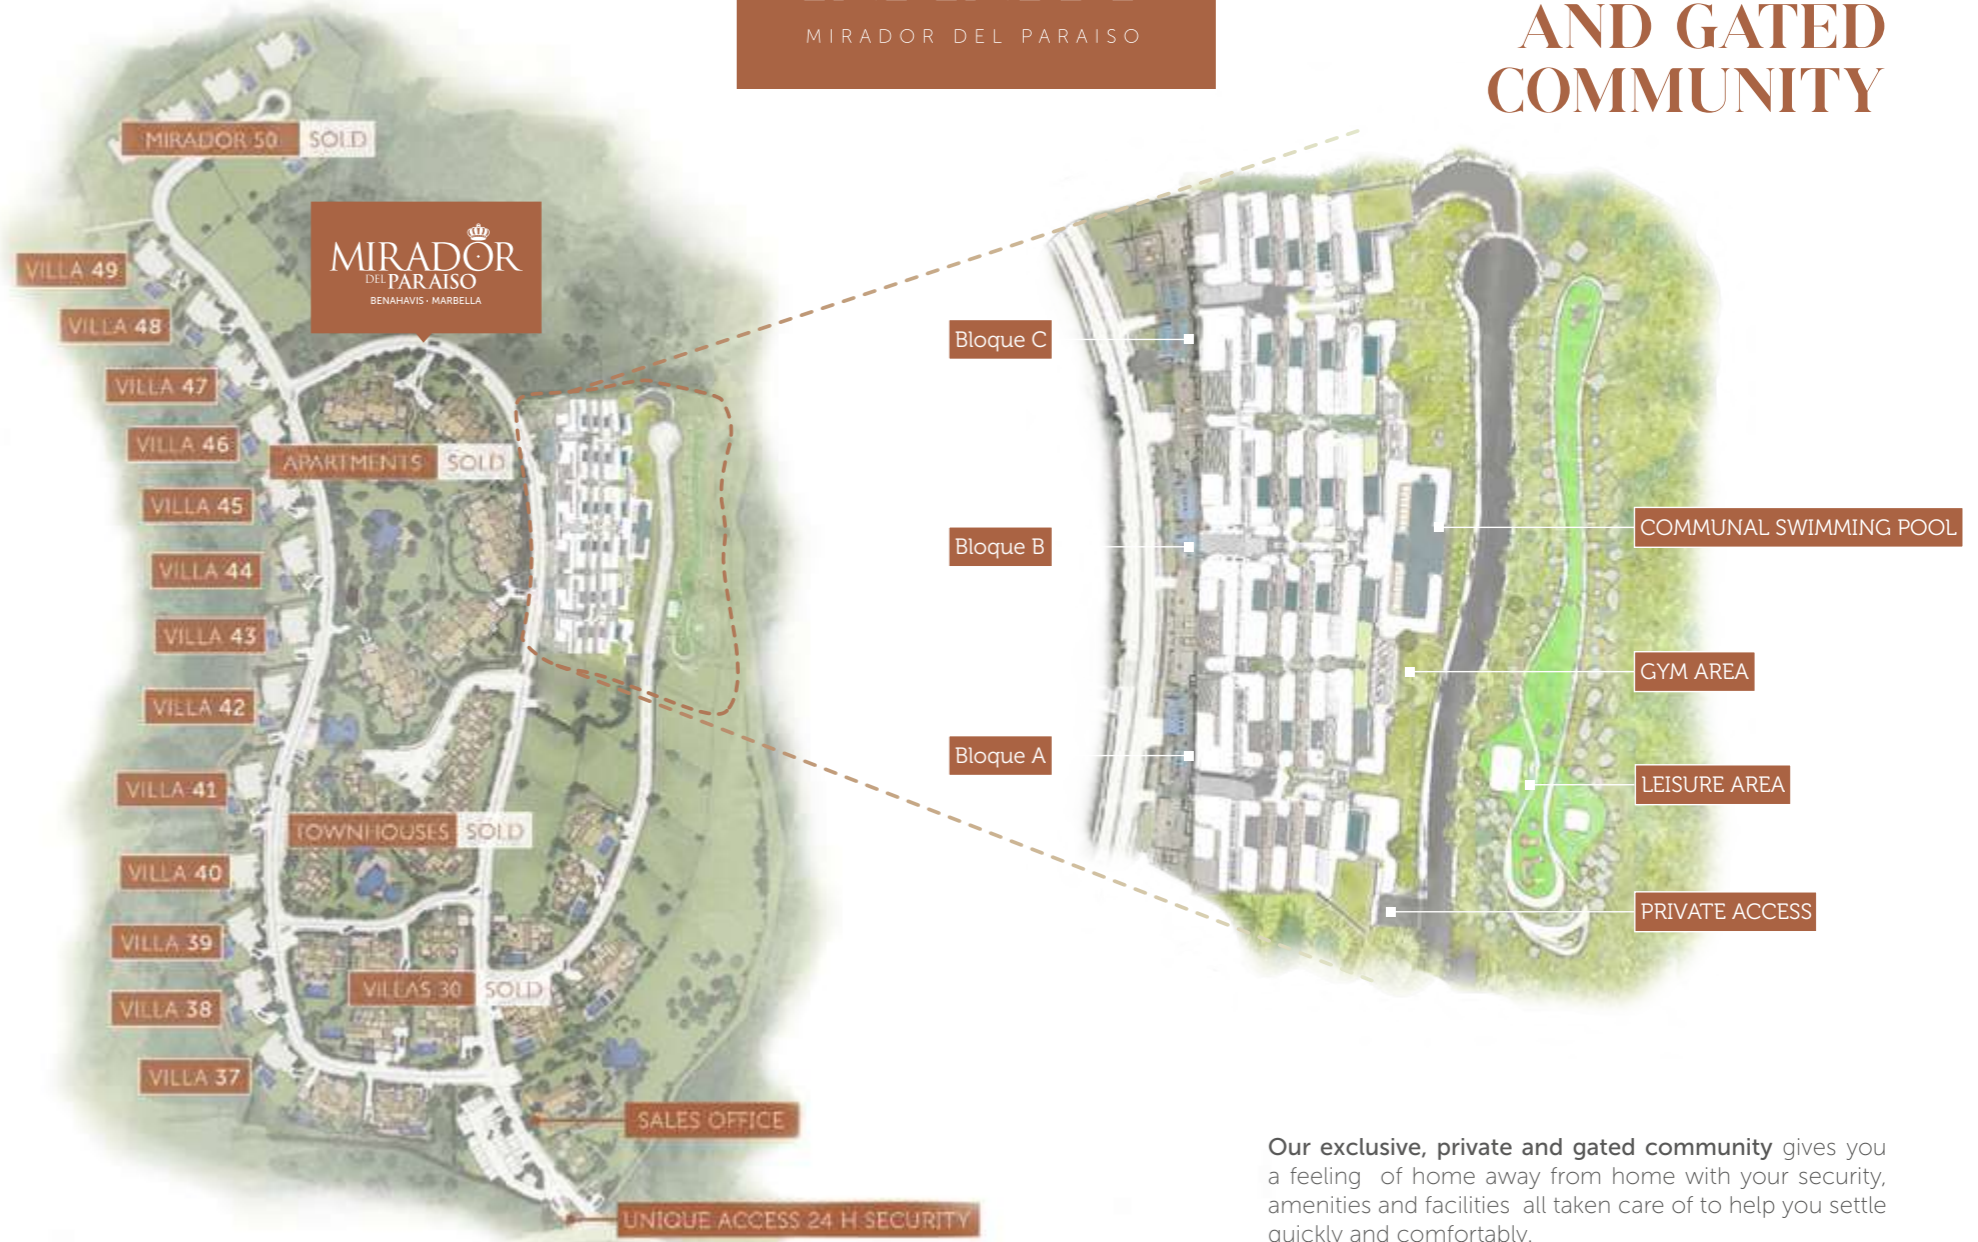 MIRADOR DEL PARAISO
AND GATED
COMMUNITY
MIRADOR 50 SOLD
MIRADOR
DEL PARAISO
BENAHAVIS · MARBELLA
VILLA 49
VILLA 48
VILLA 47
VILLA 46
APARTMENTS SOLD
VILLA 45
VILLA 44
VILLA 43
VILLA 42
VILLA 41
TOWNHOUSES SOLD
VILLA 40
VILLA 39
VILLAS 30 SOLD
VILLA 38
VILLA 37
SALES OFFICE
UNIQUE ACCESS 24 H SECURITY
Bloque C
Bloque B
Bloque A
COMMUNAL SWIMMING POOL
GYM AREA
LEISURE AREA
PRIVATE ACCESS
Our exclusive, private and gated community gives you
a feeling of home away from home with your security,
amenities and facilities all taken care of to help you settle
quickly and comfortably.